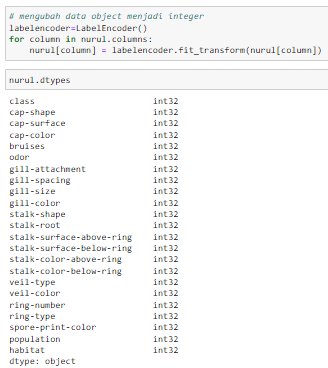 # mengubah data object menjadi integer
labelencoder=LabelEncoder()
for column in nurul.columns:
    nurul[column] = labelencoder.fit_transform(nurul[column])
nurul.dtypes
class                       int32
cap-shape                   int32
cap-surface                 int32
cap-color                   int32
bruises                     int32
odor                        int32
gill-attachment             int32
gill-spacing                int32
gill-size                   int32
gill-color                  int32
stalk-shape                 int32
stalk-root                  int32
stalk-surface-above-ring    int32
stalk-surface-below-ring    int32
stalk-color-above-ring      int32
stalk-color-below-ring      int32
veil-type                   int32
veil-color                  int32
ring-number                 int32
ring-type                   int32
spore-print-color           int32
population                  int32
habitat                     int32
dtype: object